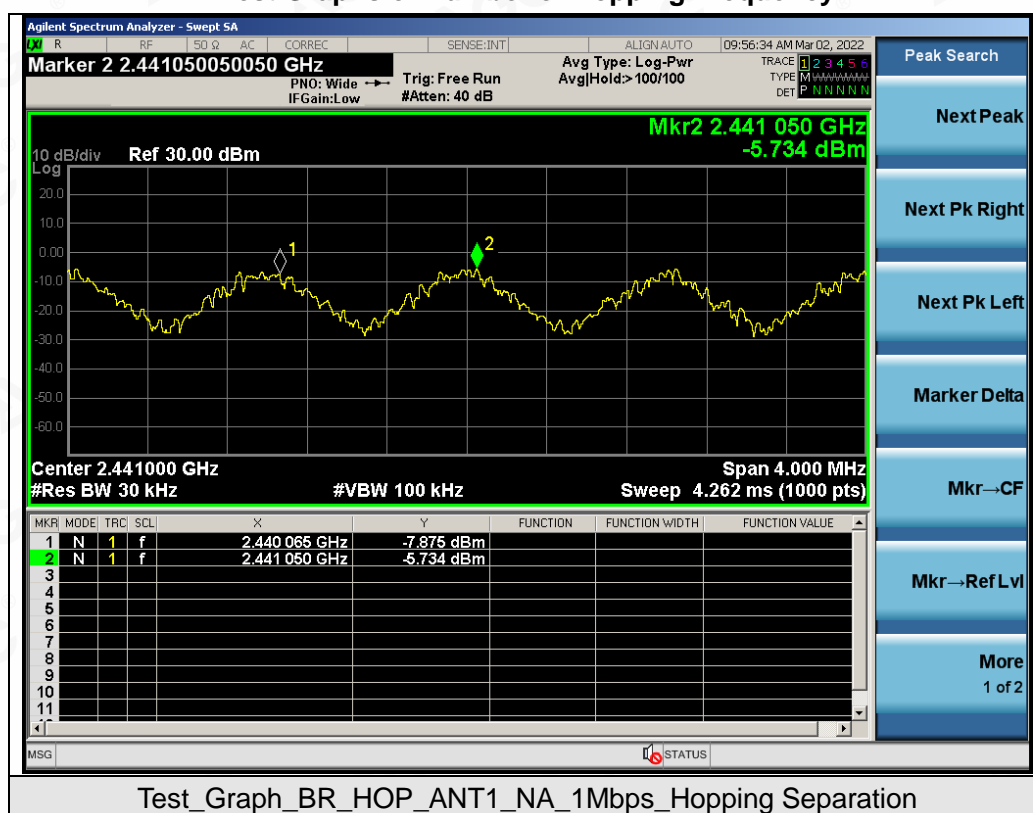 Agilent Spectrum Analyzer - Swept SA
LXI R RF 50 Ω AC CORREC SENSE:INT ALIGN AUTO 09:56:34 AM Mar 02, 2022
Marker 2 2.441050050050 GHz
PNO: Wide
IFGain:Low
Trig: Free Run
#Atten: 40 dB
Avg Type: Log-Pwr
Avg|Hold:>100/100
TRACE 1 2 3 4 5 6
TYPE M
DET P N N N N N
Peak Search
Next Peak
Next Pk Right
Next Pk Left
Marker Delta
Mkr→CF
Mkr→Ref Lvl
More
1 of 2
Mkr2 2.441 050 GHz
-5.734 dBm
10 dB/div Ref 30.00 dBm
Log
20.0
10.0
0.00
-10.0
-20.0
-30.0
-40.0
-50.0
-60.0
1
2
Center 2.441000 GHz Span 4.000 MHz
#Res BW 30 kHz #VBW 100 kHz Sweep 4.262 ms (1000 pts)
MKR MODE TRC SCL X Y FUNCTION FUNCTION WIDTH FUNCTION VALUE
1 N 1 f 2.440 065 GHz -7.875 dBm
2 N 1 f 2.441 050 GHz -5.734 dBm
3
4
5
6
7
8
9
10
11
MSG STATUS
Test_Graph_BR_HOP_ANT1_NA_1Mbps_Hopping Separation